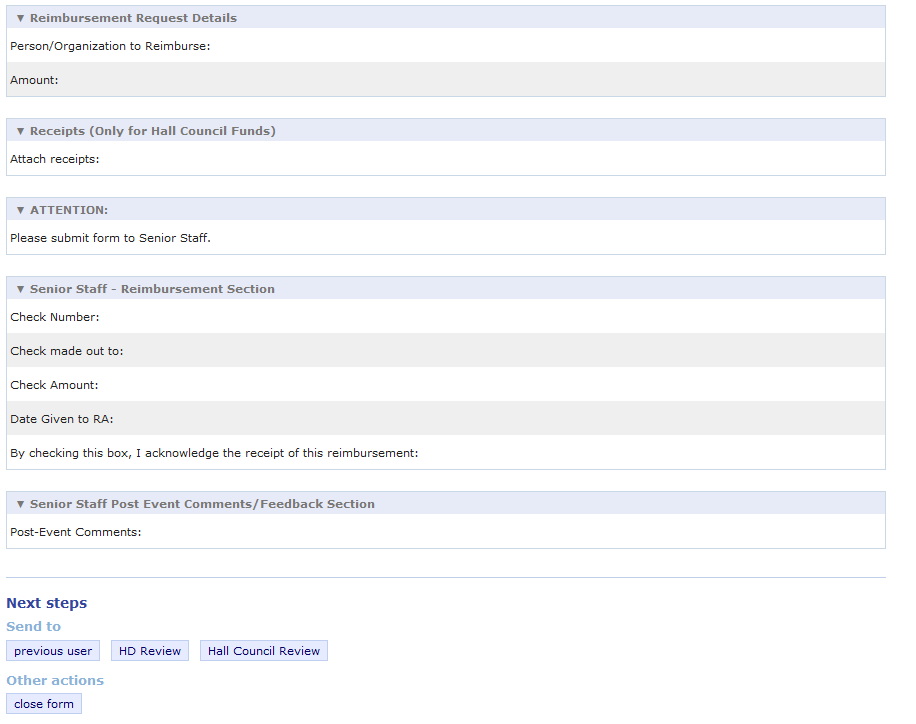 ▼ Reimbursement Request Details
Person/Organization to Reimburse:
Amount:
▼ Receipts (Only for Hall Council Funds)
Attach receipts:
▼ ATTENTION:
Please submit form to Senior Staff.
▼ Senior Staff - Reimbursement Section
Check Number:
Check made out to:
Check Amount:
Date Given to RA:
By checking this box, I acknowledge the receipt of this reimbursement:
▼ Senior Staff Post Event Comments/Feedback Section
Post-Event Comments:
Next steps
Send to
previous user HD Review Hall Council Review
Other actions
close form